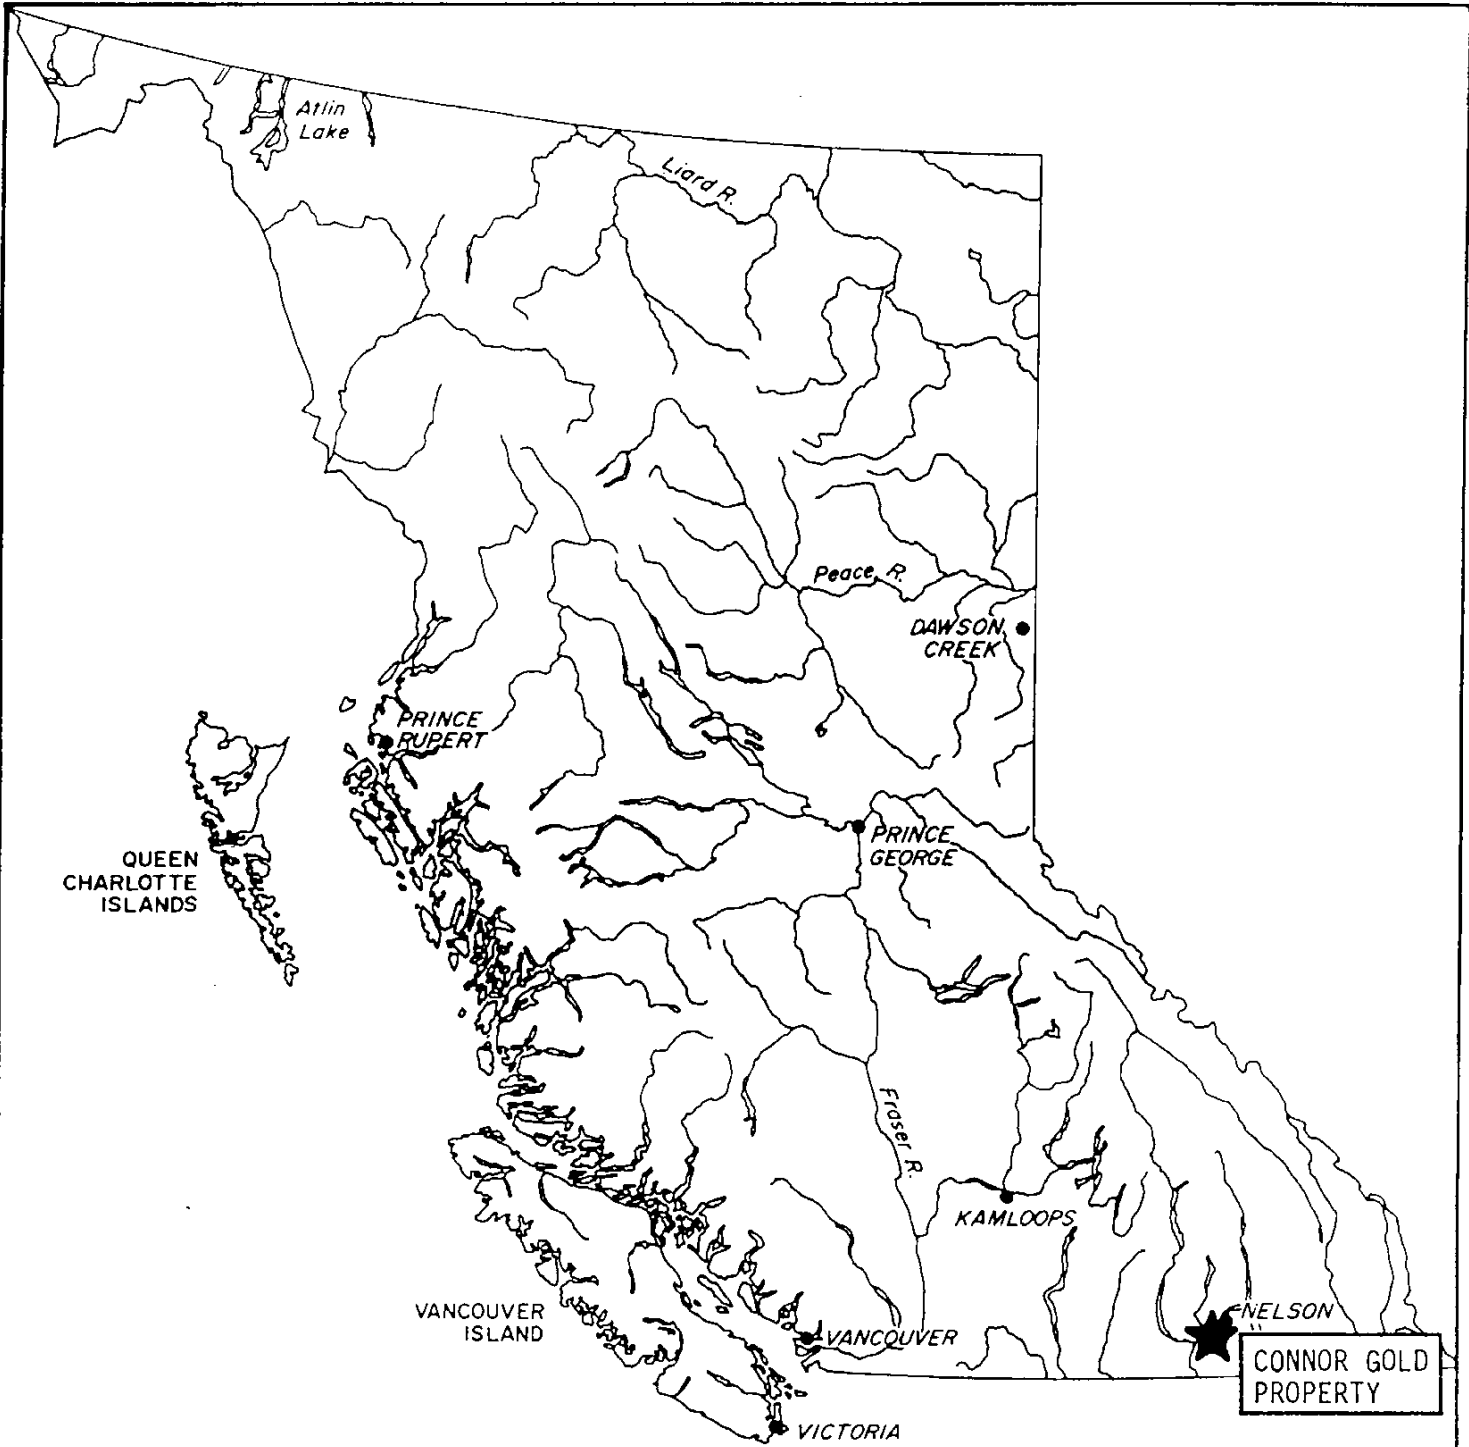 Atlin
Lake
Liard R.
Peace R.
DAWSON
CREEK
PRINCE
RUPERT
PRINCE
GEORGE
QUEEN
CHARLOTTE
ISLANDS
Fraser R.
KAMLOOPS
VANCOUVER
ISLAND
NELSON
VANCOUVER
CONNOR GOLD
PROPERTY
VICTORIA